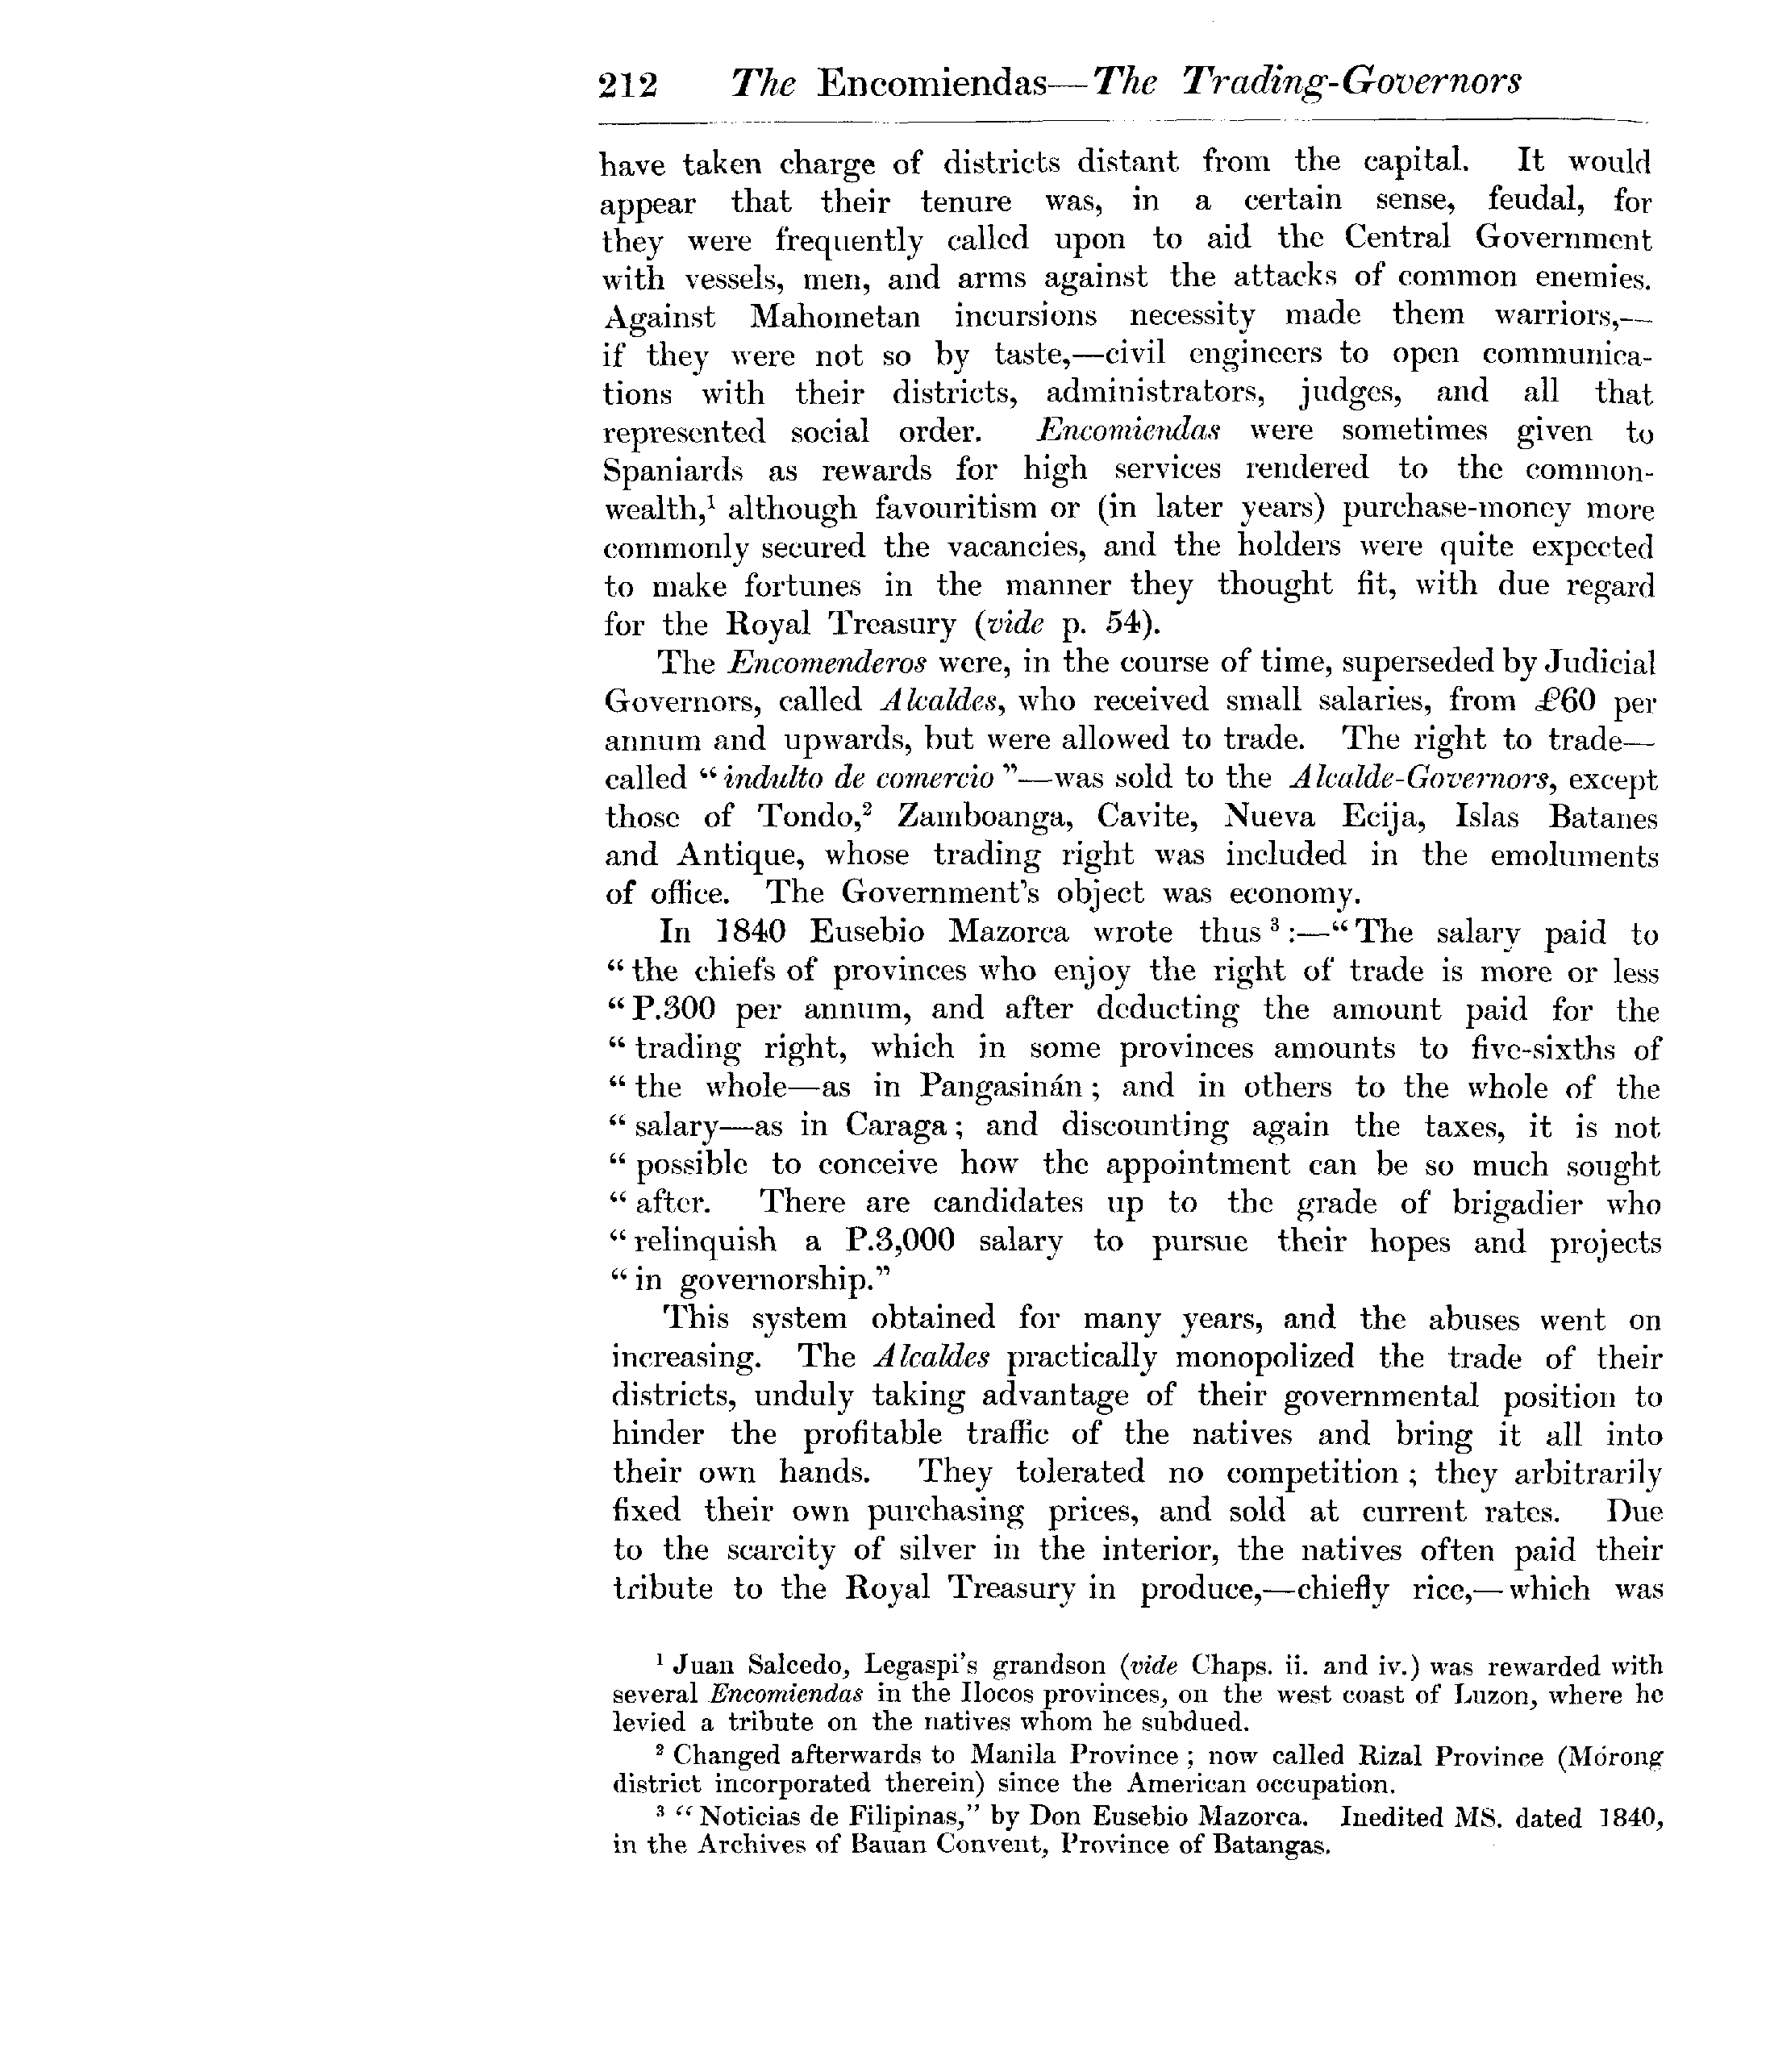 212 The Encomiendas—The Trading-Governors
have taken charge of districts distant from the capital. It would
appear that their tenure was, in a certain sense, feudal, for
they were frequently called upon to aid the Central Government
with vessels, men, and arms against the attacks of common enemies.
Against Mahometan incursions necessity made them warriors,—
if they were not so by taste,—civil engineers to open communica-
tions with their districts, administrators, judges, and all that
represented social order. Encomiendas were sometimes given to
Spaniards as rewards for high services rendered to the common-
wealth,¹ although favouritism or (in later years) purchase-money more
commonly secured the vacancies, and the holders were quite expected
to make fortunes in the manner they thought fit, with due regard
for the Royal Treasury (vide p. 54).
The Encomenderos were, in the course of time, superseded by Judicial
Governors, called Alcaldes, who received small salaries, from £60 per
annum and upwards, but were allowed to trade. The right to trade—
called “indulto de comercio”—was sold to the Alcalde-Governors, except
those of Tondo,² Zamboanga, Cavite, Nueva Ecija, Islas Batanes
and Antique, whose trading right was included in the emoluments
of office. The Government's object was economy.
In 1840 Eusebio Mazorca wrote thus ³ :—“The salary paid to
“the chiefs of provinces who enjoy the right of trade is more or less
“P.300 per annum, and after deducting the amount paid for the
“trading right, which in some provinces amounts to five-sixths of
“the whole—as in Pangasinán ; and in others to the whole of the
“salary—as in Caraga ; and discounting again the taxes, it is not
“possible to conceive how the appointment can be so much sought
“after. There are candidates up to the grade of brigadier who
“relinquish a P.3,000 salary to pursue their hopes and projects
“in governorship.”
This system obtained for many years, and the abuses went on
increasing. The Alcaldes practically monopolized the trade of their
districts, unduly taking advantage of their governmental position to
hinder the profitable traffic of the natives and bring it all into
their own hands. They tolerated no competition ; they arbitrarily
fixed their own purchasing prices, and sold at current rates. Due
to the scarcity of silver in the interior, the natives often paid their
tribute to the Royal Treasury in produce,—chiefly rice,—which was
¹ Juan Salcedo, Legaspi's grandson (vide Chaps. ii. and iv.) was rewarded with
several Encomiendas in the Ilocos provinces, on the west coast of Luzon, where he
levied a tribute on the natives whom he subdued.
² Changed afterwards to Manila Province ; now called Rizal Province (Mórong
district incorporated therein) since the American occupation.
³ “Noticias de Filipinas,” by Don Eusebio Mazorca. Inedited MS. dated 1840,
in the Archives of Bauan Convent, Province of Batangas.